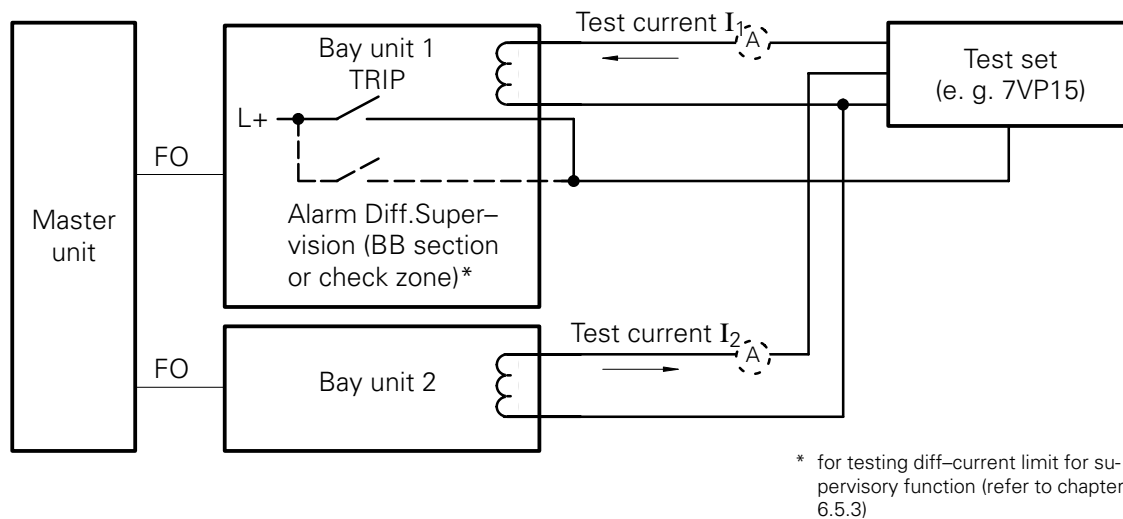 Test current I1
A
Bay unit 1
TRIP
Test set
(e. g. 7VP15)
L+
FO
Master
unit
Alarm Diff.Super–
vision (BB section
or check zone)*
Test current I2
A
FO
Bay unit 2
* for testing diff–current limit for su-
pervisory function (refer to chapter
6.5.3)